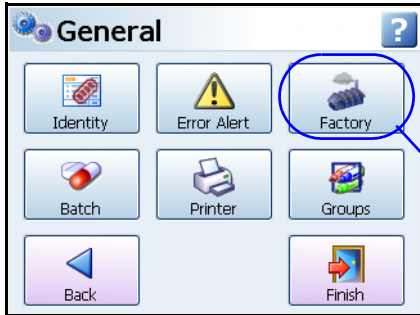 General ?
Identity Error Alert Factory
Batch Printer Groups
Back Finish